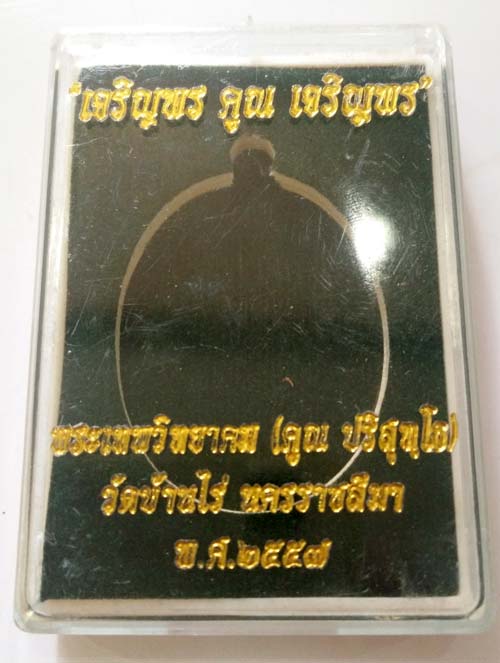 "เจริญพร คูณ เจริญพร"
พระเทพวิทยาคม (คูณ ปริสุทฺโธ)
วัดบ้านไร่ นครราชสีมา
พ.ศ.๒๕๕๗